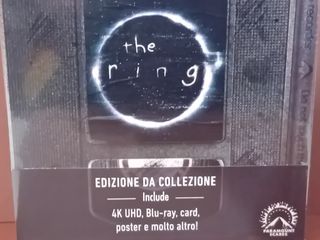 the
ring
EDIZIONE DA COLLEZIONE
Include
4K UHD, Blu-ray, card,
poster e molto altro!
PARAMOUNT
SCARES